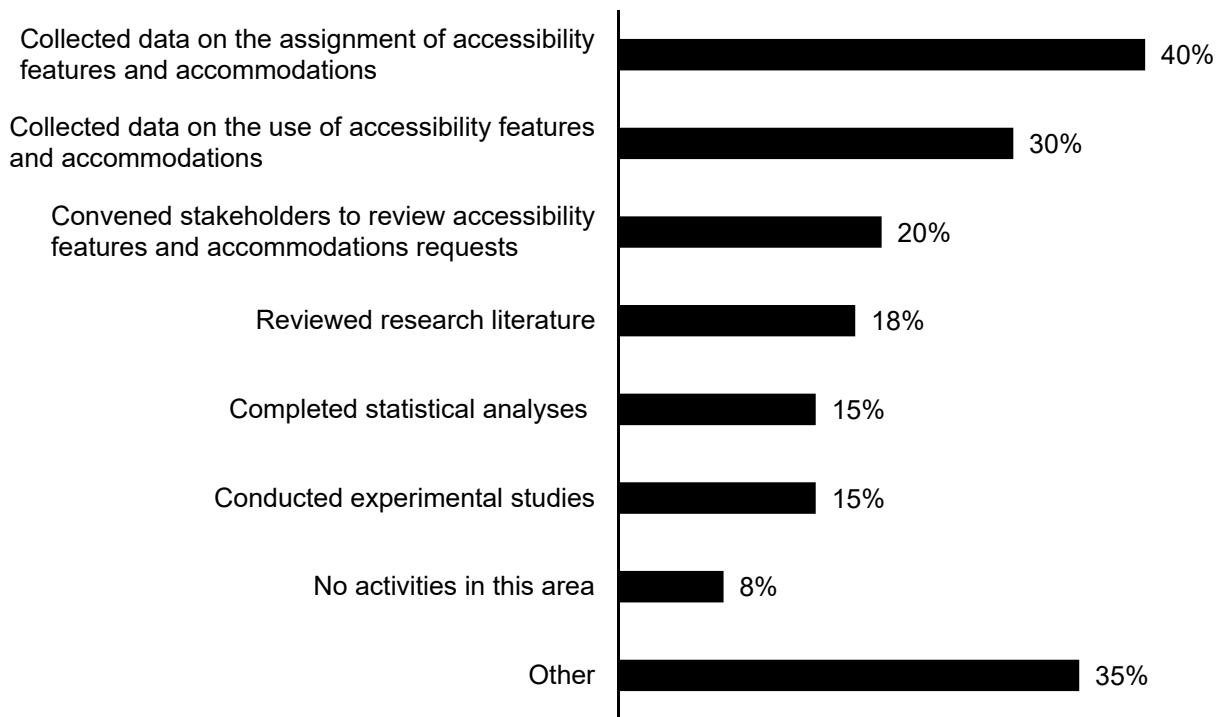 Collected data on the assignment of accessibility
features and accommodations
40%
Collected data on the use of accessibility features
and accommodations
30%
Convened stakeholders to review accessibility
features and accommodations requests
20%
Reviewed research literature
18%
Completed statistical analyses
15%
Conducted experimental studies
15%
No activities in this area
8%
Other
35%